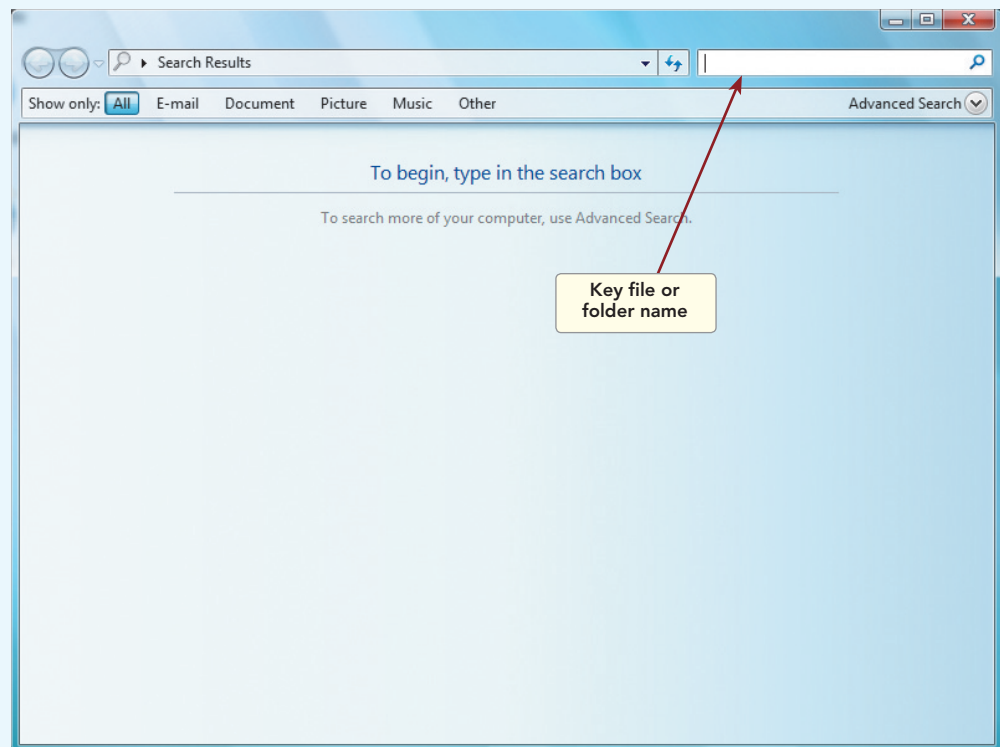 Search Results
Show only: All E-mail Document Picture Music Other Advanced Search
To begin, type in the search box
To search more of your computer, use Advanced Search.
Key file or
folder name